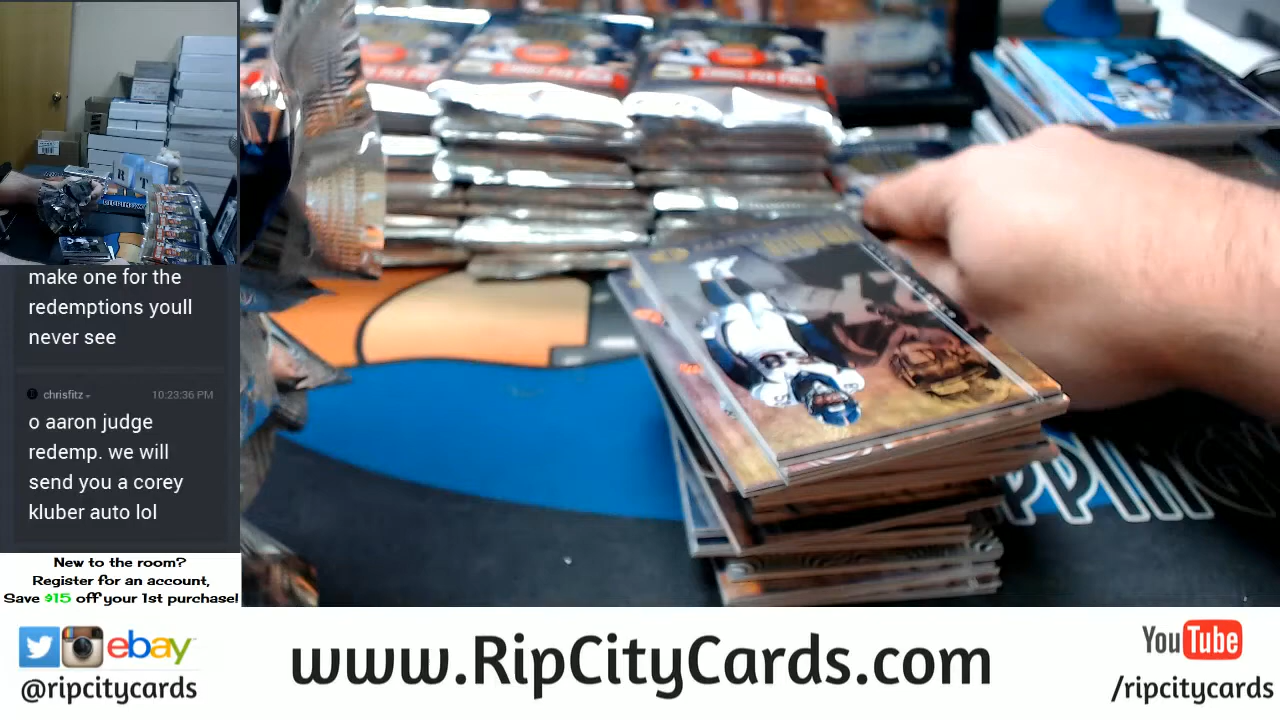 make one for the
redemptions youll
never see
chrisfitz
10:23:36 PM
o aaron judge
redemp. we will
send you a corey
kluber auto lol
New to the room?
Register for an account,
Save $15 off your 1st purchase!
ebay
@ripcitycards
www.RipCityCards.com
YouTube
/ripcitycards